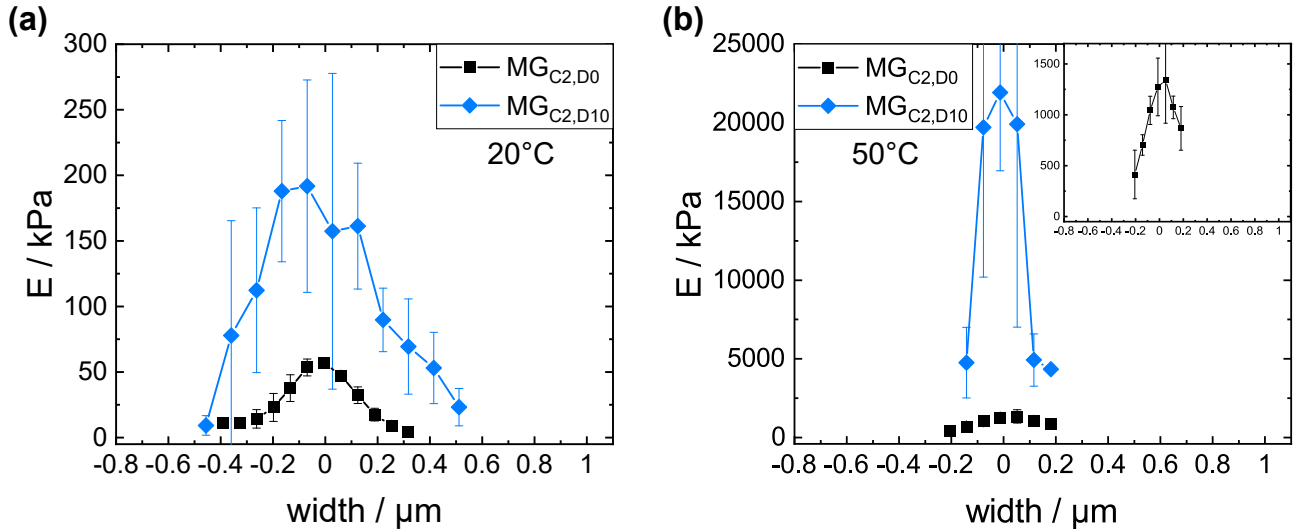 (a)
300
250
200
150
100
50
0
E / kPa
MG_C2,D0
MG_C2,D10
20°C
-0.8 -0.6 -0.4 -0.2 0 0.2 0.4 0.6 0.8 1
width / µm
(b)
25000
20000
15000
10000
5000
0
E / kPa
MG_C2,D0
MG_C2,D10
50°C
1500
1000
500
0
-0.8 -0.6 -0.4 -0.2 0 0.2 0.4 0.6 0.8 1
-0.8 -0.6 -0.4 -0.2 0 0.2 0.4 0.6 0.8 1
width / µm